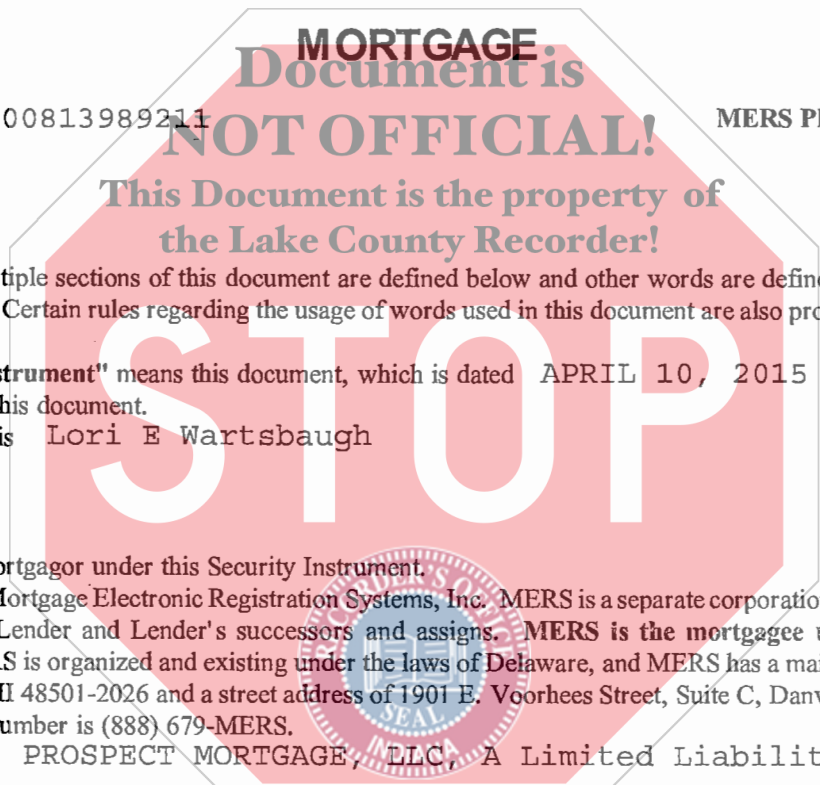 MORTGAGE
Document is
00813989211 MERS
NOT OFFICIAL!
This Document is the property of
the Lake County Recorder!
tiple sections of this document are defined below and other words are define
Certain rules regarding the usage of words used in this document are also pro
strument" means this document, which is dated APRIL 10, 2015
his document.
is Lori E Wartsbaugh
STOP
ortgagor under this Security Instrument.
Mortgage Electronic Registration Systems, Inc. MERS is a separate corporatio
Lender and Lender's successors and assigns. MERS is the mortgagee u
S is organized and existing under the laws of Delaware, and MERS has a mai
II 48501-2026 and a street address of 1901 E. Voorhees Street, Suite C, Danv
umber is (888) 679-MERS.
RECORDER'S OFFICE
SEAL
INDIANA
PROSPECT MORTGAGE, LLC, A Limited Liabilit